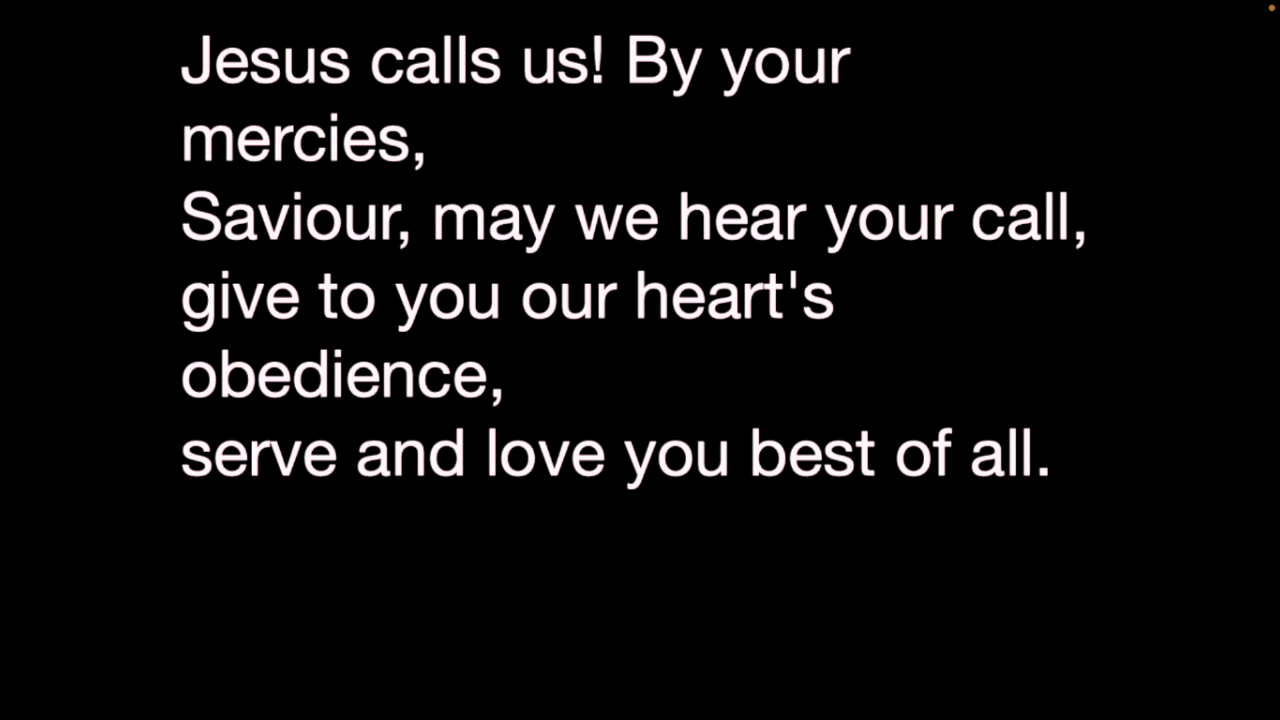 Jesus calls us! By your
mercies,
Saviour, may we hear your call,
give to you our heart's
obedience,
serve and love you best of all.